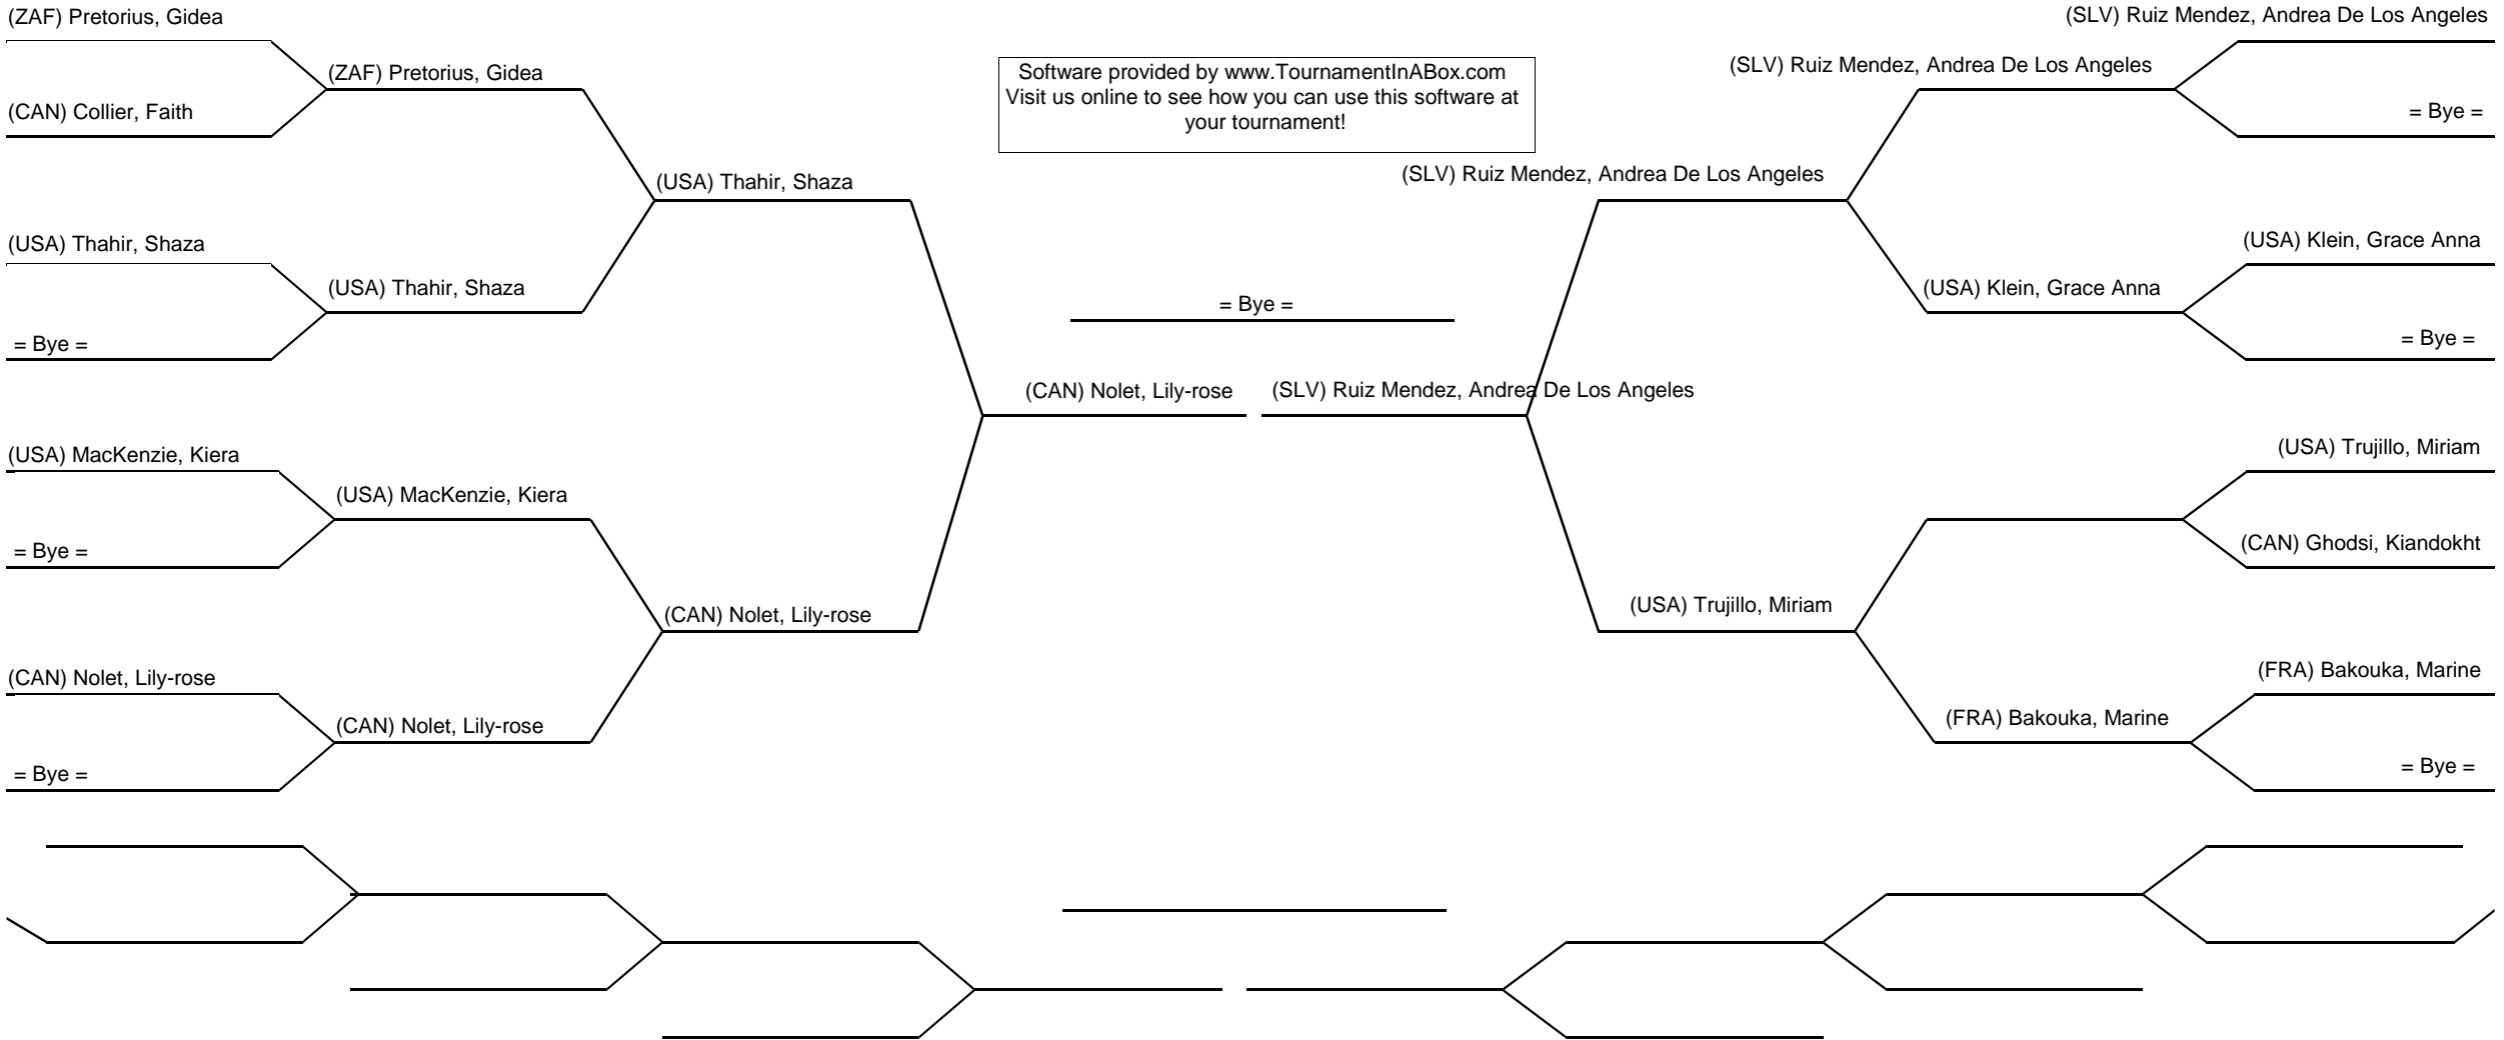 (ZAF) Pretorius, Gidea
(CAN) Collier, Faith
(USA) Thahir, Shaza
= Bye =
(USA) MacKenzie, Kiera
= Bye =
(CAN) Nolet, Lily-rose
= Bye =
(ZAF) Pretorius, Gidea
(USA) Thahir, Shaza
(USA) MacKenzie, Kiera
(CAN) Nolet, Lily-rose
(USA) Thahir, Shaza
(CAN) Nolet, Lily-rose
Software provided by www.TournamentInABox.com
Visit us online to see how you can use this software at
your tournament!
= Bye =
(CAN) Nolet, Lily-rose
(SLV) Ruiz Mendez, Andrea De Los Angeles
(SLV) Ruiz Mendez, Andrea De Los Angeles
(USA) Trujillo, Miriam
(SLV) Ruiz Mendez, Andrea De Los Angeles
(USA) Klein, Grace Anna
(FRA) Bakouka, Marine
(SLV) Ruiz Mendez, Andrea De Los Angeles
= Bye =
(USA) Klein, Grace Anna
= Bye =
(USA) Trujillo, Miriam
(CAN) Ghodsi, Kiandokht
(FRA) Bakouka, Marine
= Bye =